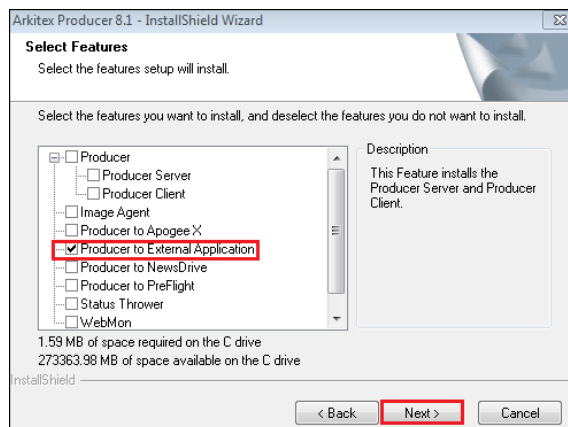 Arkitex Producer 8.1 - InstallShield Wizard
Select Features
Select the features setup will install.
Select the features you want to install, and deselect the features you do not want to install.
Producer
Producer Server
Producer Client
Image Agent
Producer to Apogee X
Producer to External Application
Producer to NewsDrive
Producer to PreFlight
Status Thrower
WebMon
Description
This Feature installs the
Producer Server and Producer
Client.
1.59 MB of space required on the C drive
273363.98 MB of space available on the C drive
InstallShield
< Back
Next >
Cancel